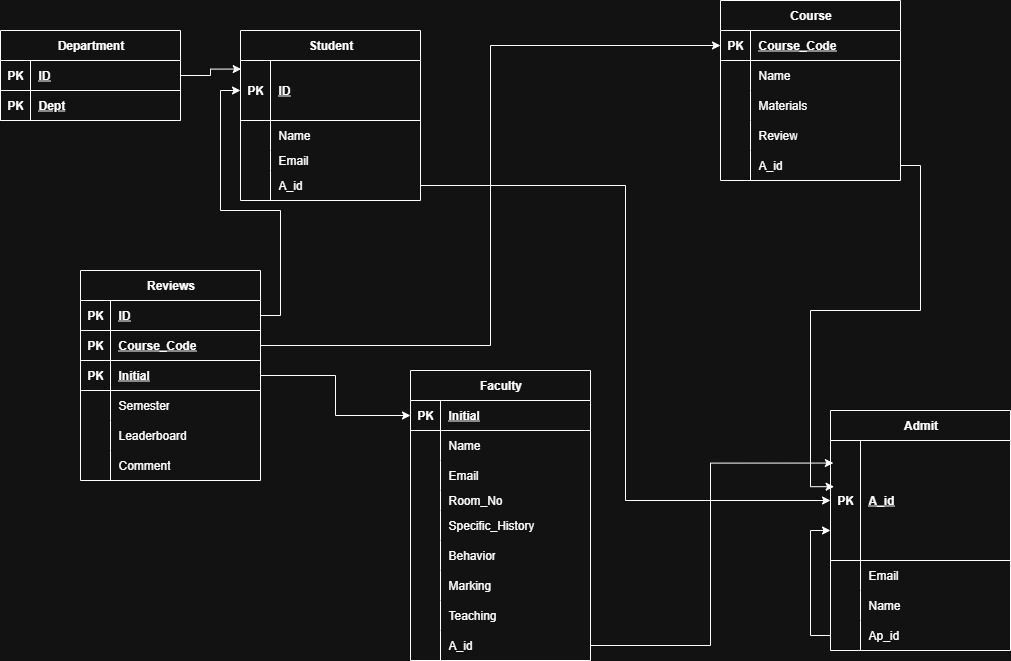 Department
PK ID
PK Dept
Student
PK ID
Name
Email
A_id
Course
PK Course_Code
Name
Materials
Review
A_id
Reviews
PK ID
PK Course_Code
PK Initial
Semester
Leaderboard
Comment
Faculty
PK Initial
Name
Email
Room_No
Specific_History
Behavior
Marking
Teaching
A_id
Admit
PK A_id
Email
Name
Ap_id